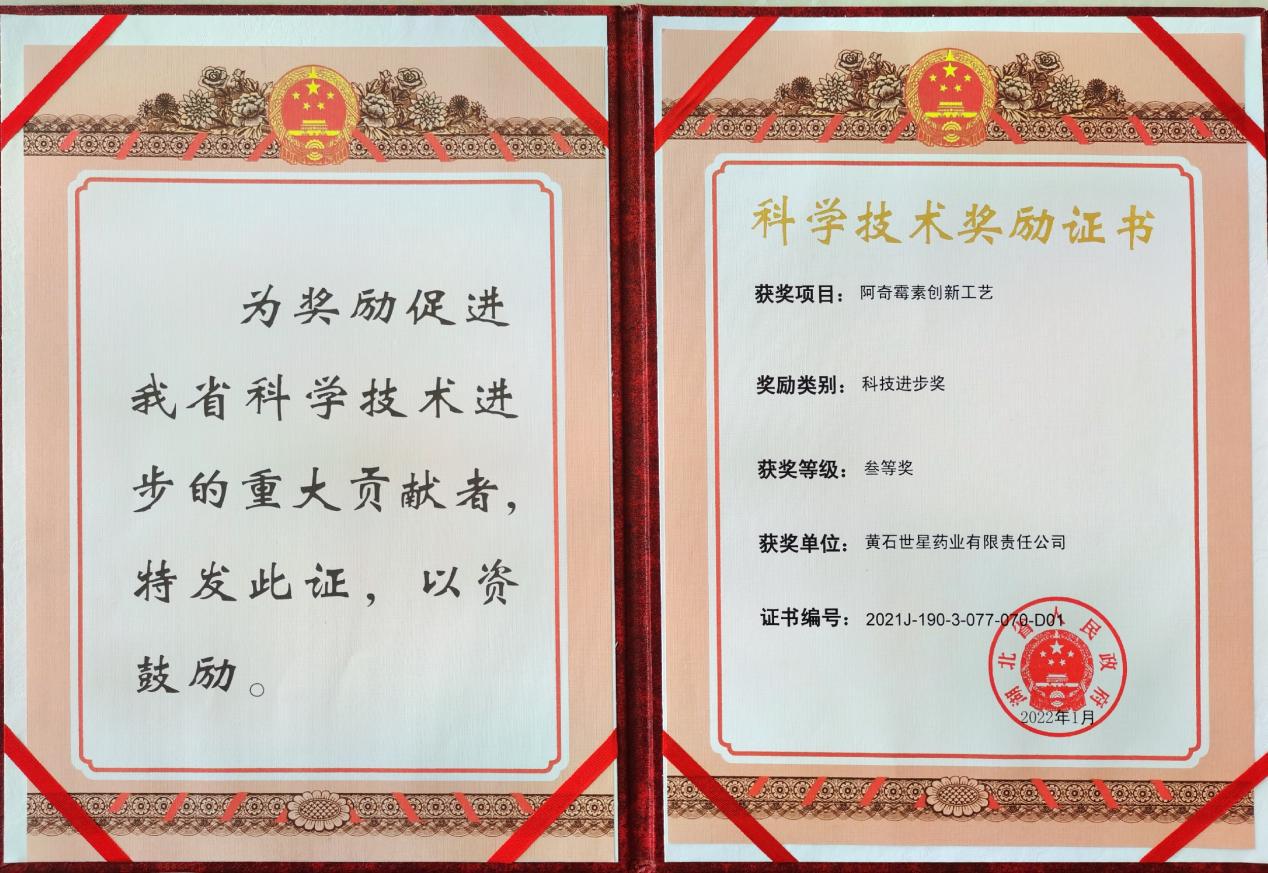 为奖励促进
我省科学技术进
步的重大贡献者，
特发此证，以资
鼓励。
科学技术奖励证书
获奖项目：阿奇霉素创新工艺
奖励类别：科技进步奖
获奖等级：叁等奖
获奖单位：黄石世星药业有限责任公司
证书编号：2021J-190-3-077-070-D01
湖北省人民政府
2022年1月